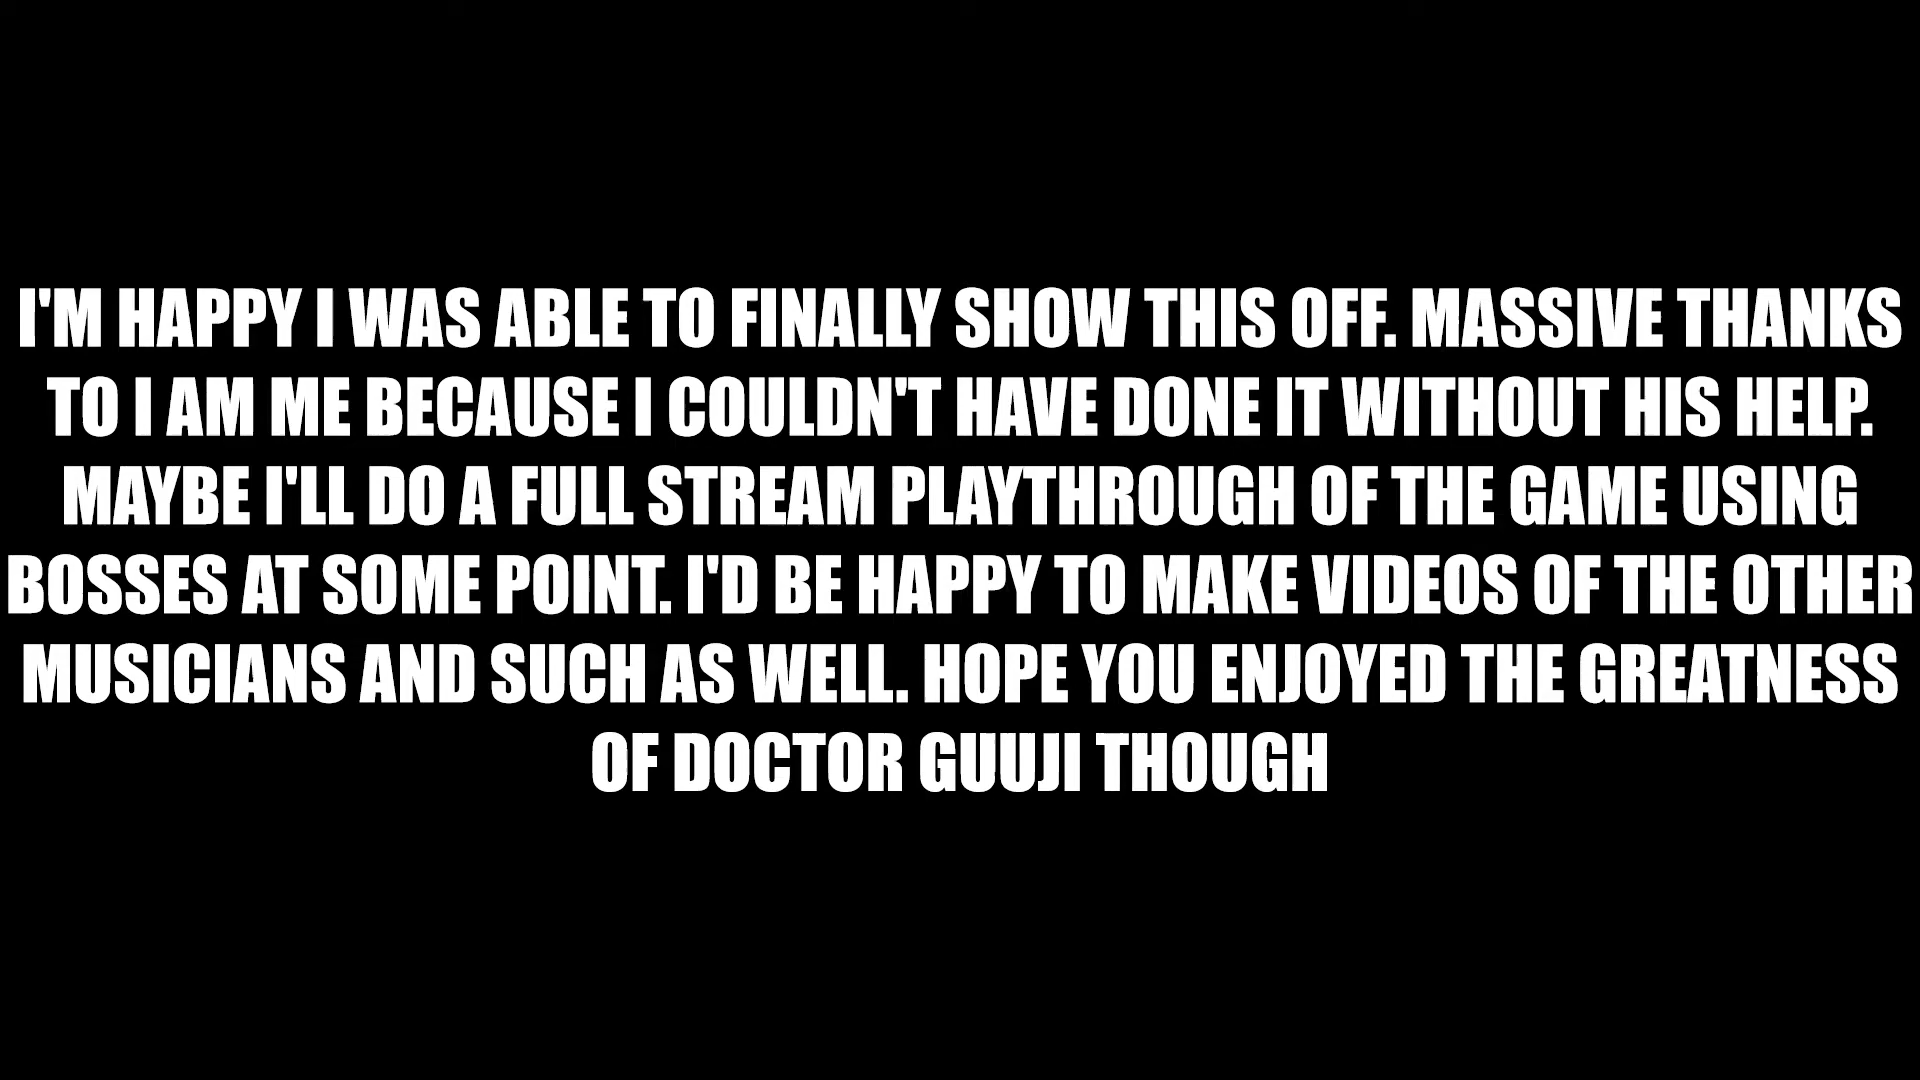 I'M HAPPY I WAS ABLE TO FINALLY SHOW THIS OFF. MASSIVE THANKS
TO I AM ME BECAUSE I COULDN'T HAVE DONE IT WITHOUT HIS HELP.
MAYBE I'LL DO A FULL STREAM PLAYTHROUGH OF THE GAME USING
BOSSES AT SOME POINT. I'D BE HAPPY TO MAKE VIDEOS OF THE OTHER
MUSICIANS AND SUCH AS WELL. HOPE YOU ENJOYED THE GREATNESS
OF DOCTOR GUUJI THOUGH